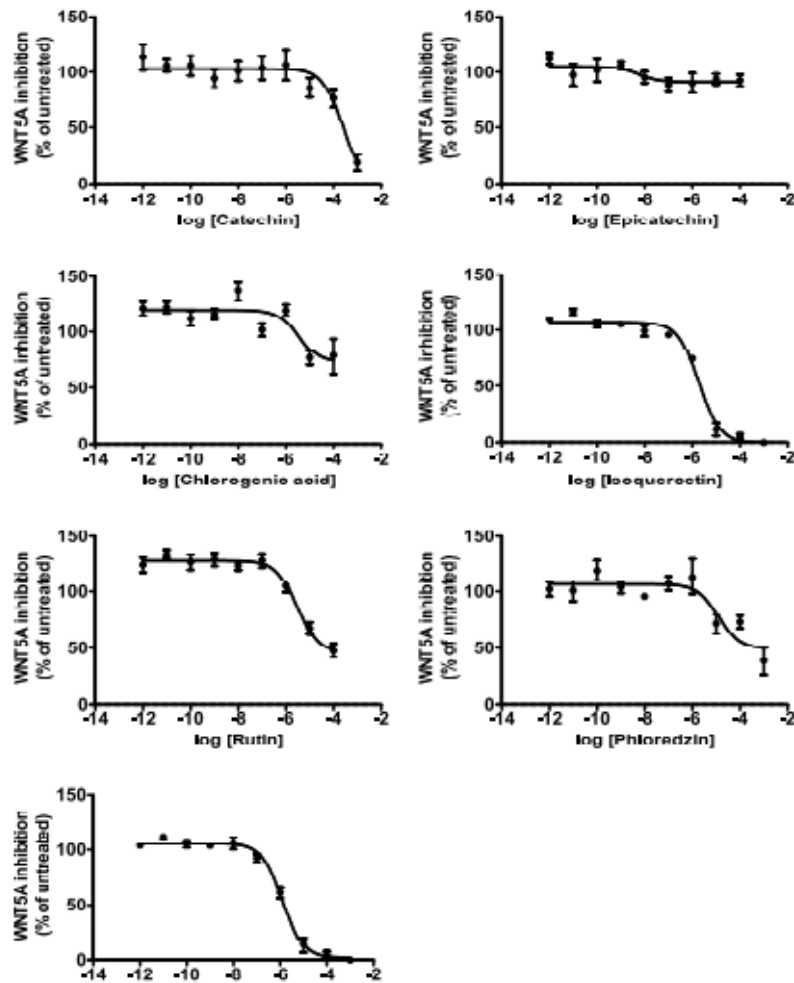 WNT5A inhibition
(% of untreated)
150
100
50
0
-14 -12 -10 -8 -6 -4 -2
log [Catechin]
WNT5A inhibition
(% of untreated)
150
100
50
0
-14 -12 -10 -8 -6 -4 -2
log [Epicatechin]
WNT5A inhibition
(% of untreated)
150
100
50
0
-14 -12 -10 -8 -6 -4 -2
log [Chlorogenic acid]
WNT5A inhibition
(% of untreated)
150
100
50
0
-14 -12 -10 -8 -6 -4 -2
log [Isoquercetin]
WNT5A inhibition
(% of untreated)
150
100
50
0
-14 -12 -10 -8 -6 -4 -2
log [Rutin]
WNT5A inhibition
(% of untreated)
150
100
50
0
-14 -12 -10 -8 -6 -4 -2
log [Phloredzin]
WNT5A inhibition
(% of untreated)
150
100
50
0
-14 -12 -10 -8 -6 -4 -2